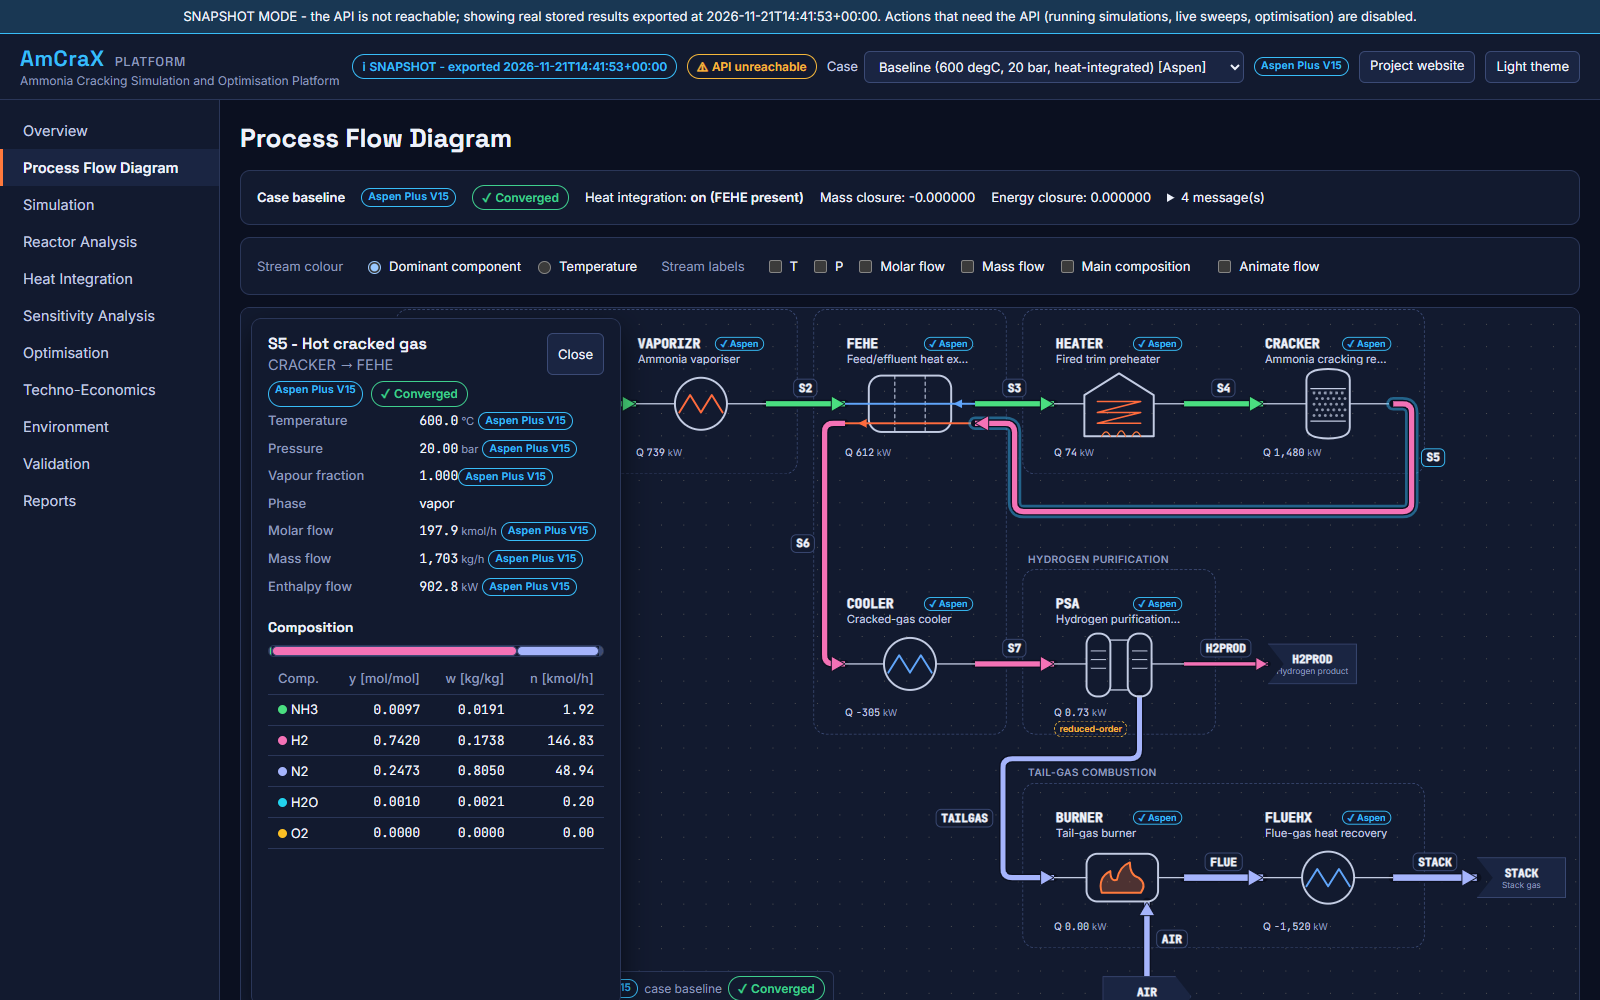 SNAPSHOT MODE - the API is not reachable; showing real stored results exported at 2026-11-21T14:41:53+00:00. Actions that need the API (running simulations, live sweeps, optimisation) are disabled.
AmCraX PLATFORM
Ammonia Cracking Simulation and Optimisation Platform
i SNAPSHOT - exported 2026-11-21T14:41:53+00:00
⚠ API unreachable
Case
Baseline (600 degC, 20 bar, heat-integrated) [Aspen]
Aspen Plus V15
Project website
Light theme
Overview
Process Flow Diagram
Simulation
Reactor Analysis
Heat Integration
Sensitivity Analysis
Optimisation
Techno-Economics
Environment
Validation
Reports
Process Flow Diagram
Case baseline Aspen Plus V15 ✓ Converged Heat integration: on (FEHE present) Mass closure: -0.000000 Energy closure: 0.000000 ▶ 4 message(s)
Stream colour Dominant component Temperature Stream labels T P Molar flow Mass flow Main composition Animate flow
S5 - Hot cracked gas
CRACKER → FEHE
Close
Aspen Plus V15 ✓ Converged
Temperature 600.0 °C Aspen Plus V15
Pressure 20.00 bar Aspen Plus V15
Vapour fraction 1.000 Aspen Plus V15
Phase vapor
Molar flow 197.9 kmol/h Aspen Plus V15
Mass flow 1,703 kg/h Aspen Plus V15
Enthalpy flow 902.8 kW Aspen Plus V15
Composition
Comp. y [mol/mol] w [kg/kg] n [kmol/h]
NH3 0.0097 0.0191 1.92
H2 0.7420 0.1738 146.83
N2 0.2473 0.8050 48.94
H2O 0.0010 0.0021 0.20
O2 0.0000 0.0000 0.00
VAPORIZR ✓ Aspen
Ammonia vaporiser
Q 739 kW
S2
FEHE ✓ Aspen
Feed/effluent heat ex...
Q 612 kW
S3
HEATER ✓ Aspen
Fired trim preheater
Q 74 kW
S4
CRACKER ✓ Aspen
Ammonia cracking re...
Q 1,480 kW
S5
S6
COOLER ✓ Aspen
Cracked-gas cooler
Q -305 kW
S7
HYDROGEN PURIFICATION
PSA ✓ Aspen
Hydrogen purification...
Q 0.73 kW
reduced-order
H2PROD
H2PROD
Hydrogen product
TAIL-GAS COMBUSTION
TAILGAS
BURNER ✓ Aspen
Tail-gas burner
Q 0.00 kW
FLUE
FLUEHX ✓ Aspen
Flue-gas heat recovery
Q -1,520 kW
STACK
STACK
Stack gas
AIR
AIR
15 case baseline ✓ Converged